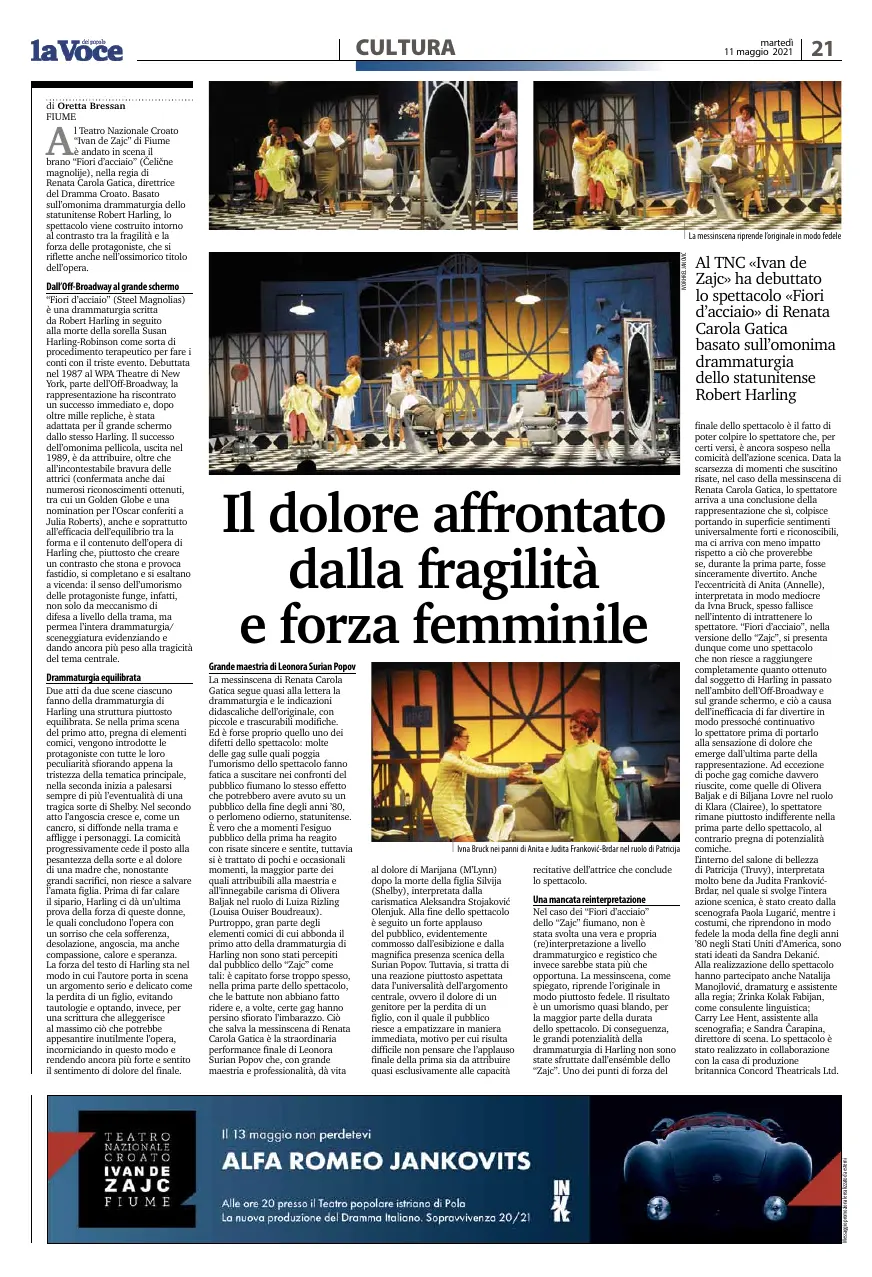 la Voce
del popolo
CULTURA
martedì
11 maggio 2021
21
di Oretta Bressan
FIUME
Al Teatro Nazionale Croato
“Ivan de Zajc” di Fiume
è andato in scena il
brano “Fiori d’acciaio” (Čelične
magnolije), nella regia di
Renata Carola Gatica, direttrice
del Dramma Croato. Basato
sull’omonima drammaturgia dello
statunitense Robert Harling, lo
spettacolo viene costruito intorno
al contrasto tra la fragilità e la
forza delle protagoniste, che si
riflette anche nell’ossimorico titolo
dell’opera.
Dall’Off-Broadway al grande schermo
“Fiori d’acciaio” (Steel Magnolias)
è una drammaturgia scritta
da Robert Harling in seguito
alla morte della sorella Susan
Harling-Robinson come sorta di
procedimento terapeutico per fare i
conti con il triste evento. Debuttata
nel 1987 al WPA Theatre di New
York, parte dell’Off-Broadway, la
rappresentazione ha riscontrato
un successo immediato e, dopo
oltre mille repliche, è stata
adattata per il grande schermo
dallo stesso Harling. Il successo
dell’omonima pellicola, uscita nel
1989, è da attribuire, oltre che
all’incontestabile bravura delle
attrici (confermata anche dai
numerosi riconoscimenti ottenuti,
tra cui un Golden Globe e una
nomination per l’Oscar conferiti a
Julia Roberts), anche e soprattutto
all’efficacia dell’equilibrio tra la
forma e il contenuto dell’opera di
Harling che, piuttosto che creare
un contrasto che stona e provoca
fastidio, si completano e si esaltano
a vicenda: il senso dell’umorismo
delle protagoniste funge, infatti,
non solo da meccanismo di
difesa a livello della trama, ma
permea l’intera drammaturgia/
sceneggiatura evidenziando e
dando ancora più peso alla tragicità
del tema centrale.
Drammaturgia equilibrata
Due atti da due scene ciascuno
fanno della drammaturgia di
Harling una struttura piuttosto
equilibrata. Se nella prima scena
del primo atto, pregna di elementi
comici, vengono introdotte le
protagoniste con tutte le loro
peculiarità sfiorando appena la
tristezza della tematica principale,
nella seconda inizia a palesarsi
sempre di più l’eventualità di una
tragica sorte di Shelby. Nel secondo
atto l’angoscia cresce e, come un
cancro, si diffonde nella trama e
affligge i personaggi. La comicità
progressivamente cede il posto alla
pesantezza della sorte e al dolore
di una madre che, nonostante
grandi sacrifici, non riesce a salvare
l’amata figlia. Prima di far calare
il sipario, Harling ci dà un’ultima
prova della forza di queste donne,
le quali concludono l’opera con
un sorriso che cela sofferenza,
desolazione, angoscia, ma anche
compassione, calore e speranza.
La forza del testo di Harling sta nel
modo in cui l’autore porta in scena
un argomento serio e delicato come
la perdita di un figlio, evitando
tautologie e optando, invece, per
una scrittura che alleggerisce
al massimo ciò che potrebbe
appesantire inutilmente l’opera,
incorniciando in questo modo e
rendendo ancora più forte e sentito
il sentimento di dolore del finale.
La messinscena riprende l’originale in modo fedele
Il dolore affrontato
dalla fragilità
e forza femminile
Grande maestria di Leonora Surian Popov
La messinscena di Renata Carola
Gatica segue quasi alla lettera la
drammaturgia e le indicazioni
didascaliche dell’originale, con
piccole e trascurabili modifiche.
Ed è forse proprio quello uno dei
difetti dello spettacolo: molte
delle gag sulle quali poggia
l’umorismo dello spettacolo fanno
fatica a suscitare nei confronti del
pubblico fiumano lo stesso effetto
che potrebbero avere avuto su un
pubblico della fine degli anni ’80,
o perlomeno odierno, statunitense.
È vero che a momenti l’esiguo
pubblico della prima ha reagito
con risate sincere e sentite, tuttavia
si è trattato di pochi e occasionali
momenti, la maggior parte dei
quali attribuibili alla maestria e
all’innegabile carisma di Olivera
Baljak nel ruolo di Luiza Rizling
(Louisa Ouiser Boudreaux).
Purtroppo, gran parte degli
elementi comici di cui abbonda il
primo atto della drammaturgia di
Harling non sono stati percepiti
dal pubblico dello “Zajc” come
tali: è capitato forse troppo spesso,
nella prima parte dello spettacolo,
che le battute non abbiano fatto
ridere e, a volte, certe gag hanno
persino sfiorato l’imbarazzo. Ciò
che salva la messinscena di Renata
Carola Gatica è la straordinaria
performance finale di Leonora
Surian Popov che, con grande
maestria e professionalità, dà vita
Ivna Bruck nei panni di Anita e Judita Franković-Brdar nel ruolo di Patricija
al dolore di Marijana (M’Lynn)
dopo la morte della figlia Silvija
(Shelby), interpretata dalla
carismatica Aleksandra Stojaković
Olenjuk. Alla fine dello spettacolo
è seguito un forte applauso
del pubblico, evidentemente
commosso dall’esibizione e dalla
magnifica presenza scenica della
Surian Popov. Tuttavia, si tratta di
una reazione piuttosto aspettata
data l’universalità dell’argomento
centrale, ovvero il dolore di un
genitore per la perdita di un
figlio, con il quale il pubblico
riesce a empatizzare in maniera
immediata, motivo per cui risulta
difficile non pensare che l’applauso
finale della prima sia da attribuire
quasi esclusivamente alle capacità
recitative dell’attrice che conclude
lo spettacolo.
Una mancata reinterpretazione
Nel caso dei “Fiori d’acciaio”
dello “Zajc” fiumano, non è
stata svolta una vera e propria
(re)interpretazione a livello
drammaturgico e registico che
invece sarebbe stata più che
opportuna. La messinscena, come
spiegato, riprende l’originale in
modo piuttosto fedele. Il risultato
è un umorismo quasi blando, per
la maggior parte della durata
dello spettacolo. Di conseguenza,
le grandi potenzialità della
drammaturgia di Harling non sono
state sfruttate dall’ensemble dello
“Zajc”. Uno dei punti di forza del
Al TNC «Ivan de
Zajc» ha debuttato
lo spettacolo «Fiori
d’acciaio» di Renata
Carola Gatica
basato sull’omonima
drammaturgia
dello statunitense
Robert Harling
finale dello spettacolo è il fatto di
poter colpire lo spettatore che, per
certi versi, è ancora sospeso nella
comicità dell’azione scenica. Data la
scarsezza di momenti che suscitino
risate, nel caso della messinscena di
Renata Carola Gatica, lo spettatore
arriva a una conclusione della
rappresentazione che sì, colpisce
portando in superficie sentimenti
universalmente forti e riconoscibili,
ma ci arriva con meno impatto
rispetto a ciò che proverebbe
se, durante la prima parte, fosse
sinceramente divertito. Anche
l’eccentricità di Anita (Annelle),
interpretata in modo mediocre
da Ivna Bruck, spesso fallisce
nell’intento di intrattenere lo
spettatore. “Fiori d’acciaio”, nella
versione dello “Zajc”, si presenta
dunque come uno spettacolo
che non riesce a raggiungere
completamente quanto ottenuto
dal soggetto di Harling in passato
nell’ambito dell’Off-Broadway e
sul grande schermo, e ciò a causa
dell’inefficacia di far divertire in
modo pressoché continuativo
lo spettatore prima di portarlo
alla sensazione di dolore che
emerge dall’ultima parte della
rappresentazione. Ad eccezione
di poche gag comiche davvero
riuscite, come quelle di Olivera
Baljak e di Biljana Lovre nel ruolo
di Klara (Clairee), lo spettatore
rimane piuttosto indifferente nella
prima parte dello spettacolo, al
contrario pregna di potenzialità
comiche.
L’interno del salone di bellezza
di Patricija (Truvy), interpretata
molto bene da Judita Franković-
Brdar, nel quale si svolge l’intera
azione scenica, è stato creato dalla
scenografa Paola Lugarić, mentre i
costumi, che riprendono in modo
fedele la moda della fine degli anni
’80 negli Stati Uniti d’America, sono
stati ideati da Sandra Dekanić.
Alla realizzazione dello spettacolo
hanno partecipato anche Natalija
Manojlović, dramaturg e assistente
alla regia; Zrinka Kolak Fabijan,
come consulente linguistica;
Carry Lee Hent, assistente alla
scenografia; e Sandra Čarapina,
direttore di scena. Lo spettacolo è
stato realizzato in collaborazione
con la casa di produzione
britannica Concord Theatricals Ltd.
TEATRO
NAZIONALE
CROATO
IVAN DE
ZAJC
FIUME
Il 13 maggio non perdetevi
ALFA ROMEO JANKOVITS
Alle ore 20 presso il Teatro popolare istriano di Pola
La nuova produzione del Dramma Italiano. Sopravvivenza 20/21